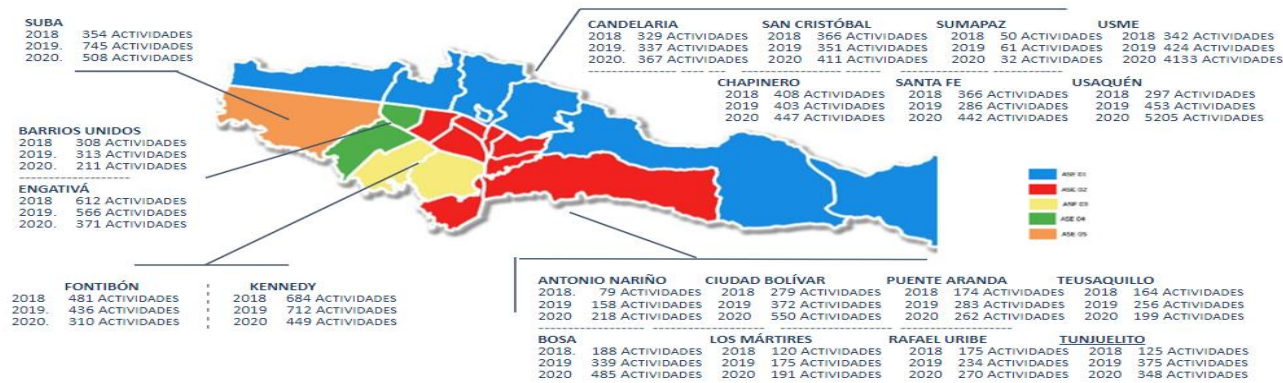 SUBA
2018 354 ACTIVIDADES
2019. 745 ACTIVIDADES
2020. 508 ACTIVIDADES
BARRIOS UNIDOS
2018 308 ACTIVIDADES
2019. 313 ACTIVIDADES
2020. 211 ACTIVIDADES
ENGATIVÁ
2018 612 ACTIVIDADES
2019. 566 ACTIVIDADES
2020. 371 ACTIVIDADES
FONTIBÓN
2018 481 ACTIVIDADES
2019. 436 ACTIVIDADES
2020. 310 ACTIVIDADES
KENNEDY
2018 684 ACTIVIDADES
2019 712 ACTIVIDADES
2020 449 ACTIVIDADES
CANDELARIA
2018 329 ACTIVIDADES
2019. 337 ACTIVIDADES
2020. 367 ACTIVIDADES
SAN CRISTÓBAL
2018 366 ACTIVIDADES
2019 351 ACTIVIDADES
2020 411 ACTIVIDADES
SUMAPAZ
2018 50 ACTIVIDADES
2019 61 ACTIVIDADES
2020 32 ACTIVIDADES
USME
2018 342 ACTIVIDADES
2019 424 ACTIVIDADES
2020 4133 ACTIVIDADES
CHAPINERO
2018 408 ACTIVIDADES
2019 403 ACTIVIDADES
2020 447 ACTIVIDADES
SANTA FE
2018 366 ACTIVIDADES
2019 286 ACTIVIDADES
2020 442 ACTIVIDADES
USAQUÉN
2018 297 ACTIVIDADES
2019 453 ACTIVIDADES
2020 5205 ACTIVIDADES
ASE 01
ASE 02
ASE 03
ASE 04
ASE 05
ANTONIO NARIÑO
2018. 79 ACTIVIDADES
2019 158 ACTIVIDADES
2020 218 ACTIVIDADES
CIUDAD BOLÍVAR
2018 279 ACTIVIDADES
2019 372 ACTIVIDADES
2020 550 ACTIVIDADES
PUENTE ARANDA
2018 174 ACTIVIDADES
2019 283 ACTIVIDADES
2020 262 ACTIVIDADES
TEUSAQUILLO
2018 164 ACTIVIDADES
2019 256 ACTIVIDADES
2020 199 ACTIVIDADES
BOSA
2018. 188 ACTIVIDADES
2019 339 ACTIVIDADES
2020 485 ACTIVIDADES
LOS MÁRTIRES
2018 120 ACTIVIDADES
2019 175 ACTIVIDADES
2020 191 ACTIVIDADES
RAFAEL URIBE
2018 175 ACTIVIDADES
2019 234 ACTIVIDADES
2020 270 ACTIVIDADES
TUNJUELITO
2018 125 ACTIVIDADES
2019 375 ACTIVIDADES
2020 348 ACTIVIDADES